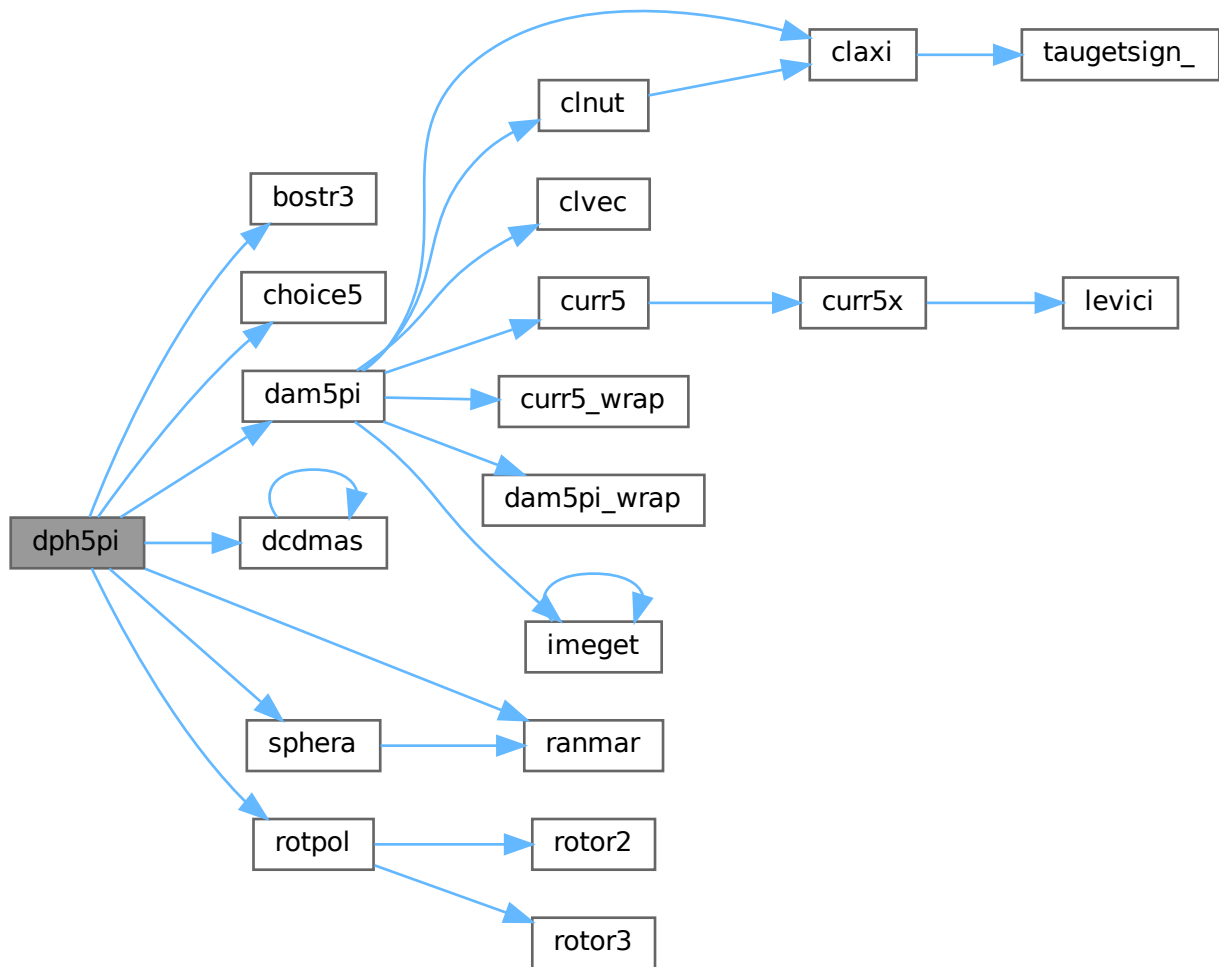 claxi
taugetsign_
clnut
bostr3
clvec
choice5
curr5
curr5x
levici
dam5pi
curr5_wrap
dam5pi_wrap
dph5pi
dcdmas
imeget
sphera
ranmar
rotpol
rotor2
rotor3